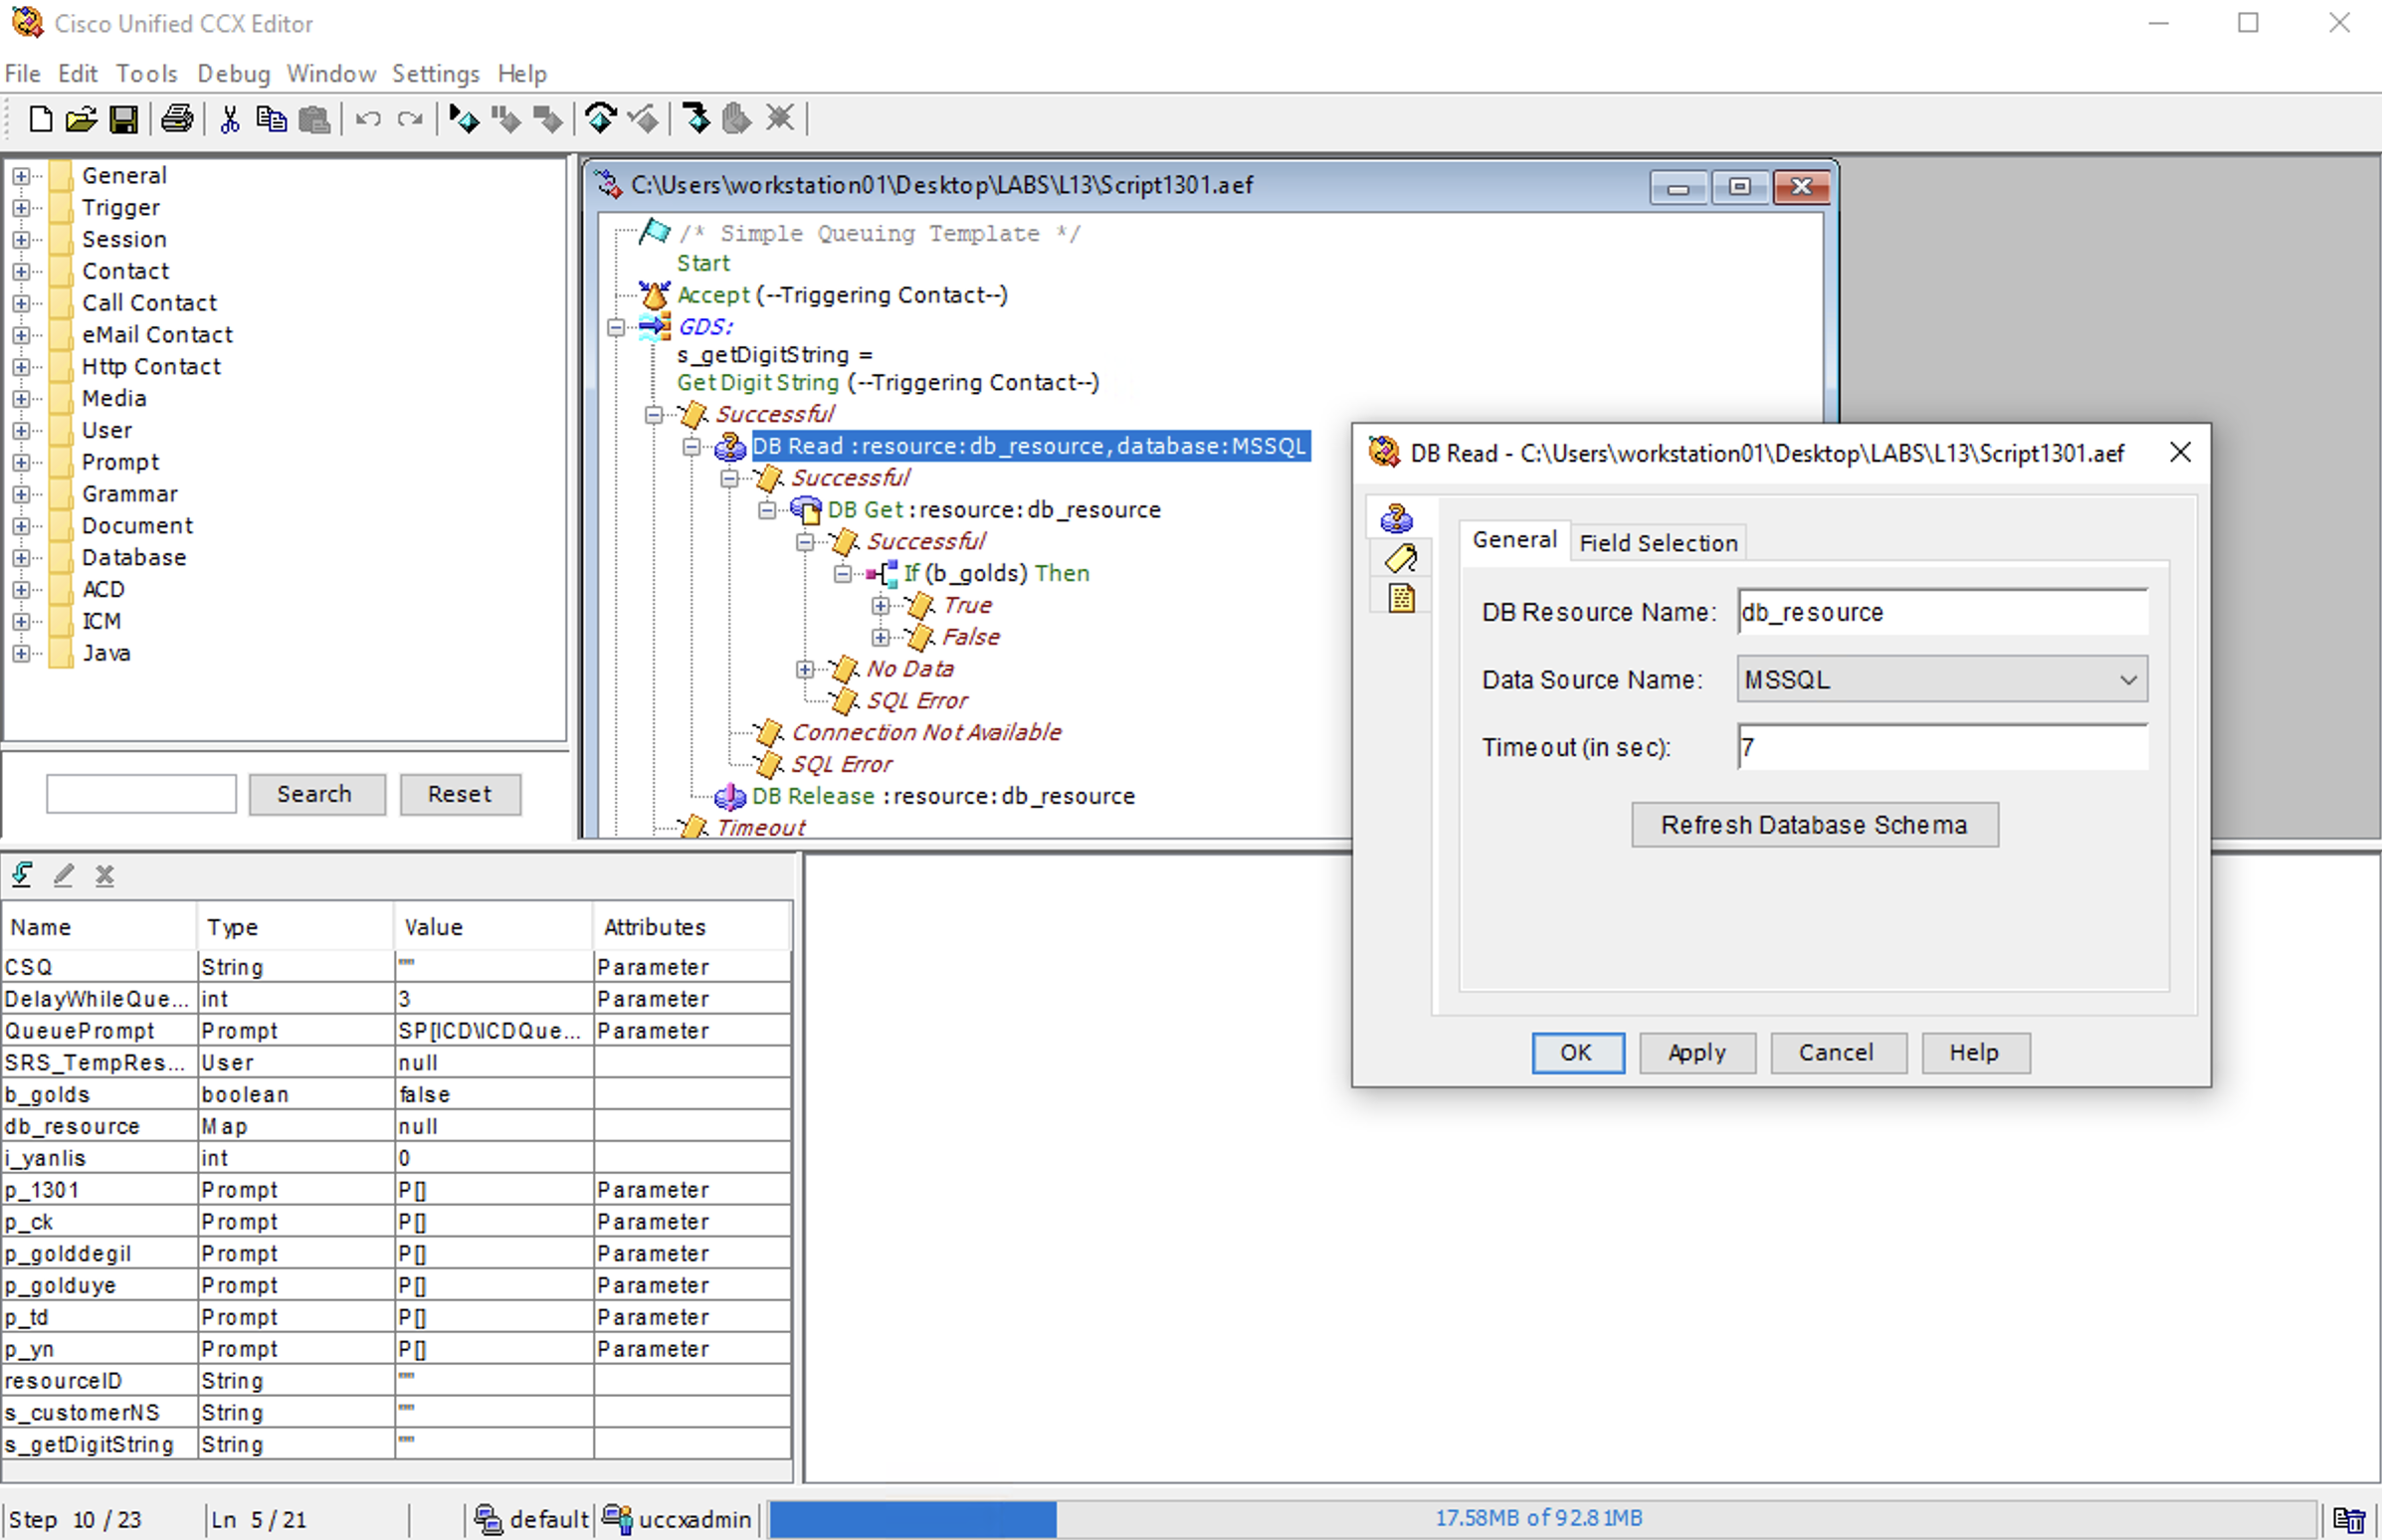 Cisco Unified CCX Editor
File Edit Tools Debug Window Settings Help
General
Trigger
Session
Contact
Call Contact
eMail Contact
Http Contact
Media
User
Prompt
Grammar
Document
Database
ACD
ICM
Java
Search Reset
C:\Users\workstation01\Desktop\LABS\L13\Script1301.aef
/* Simple Queuing Template */
Start
Accept (--Triggering Contact--)
GDS:
s_getDigitString =
Get Digit String (--Triggering Contact--)
Successful
DB Read :resource:db_resource,database:MSSQL
Successful
DB Get :resource:db_resource
Successful
If (b_golds) Then
True
False
No Data
SQL Error
Connection Not Available
SQL Error
DB Release :resource:db_resource
Timeout
DB Read - C:\Users\workstation01\Desktop\LABS\L13\Script1301.aef
General Field Selection
DB Resource Name: db_resource
Data Source Name: MSSQL
Timeout (in sec): 7
Refresh Database Schema
OK Apply Cancel Help
Name Type Value Attributes
CSQ String "" Parameter
DelayWhileQue... int 3 Parameter
QueuePrompt Prompt SP[ICD\ICDQue... Parameter
SRS_TempRes... User null
b_golds boolean false
db_resource Map null
i_yanlis int 0
p_1301 Prompt P[] Parameter
p_ck Prompt P[] Parameter
p_golddegil Prompt P[] Parameter
p_golduye Prompt P[] Parameter
p_td Prompt P[] Parameter
p_yn Prompt P[] Parameter
resourceID String ""
s_customerNS String ""
s_getDigitString String ""
Step 10 / 23 Ln 5 / 21 default uccxadmin 17.58MB of 92.81MB